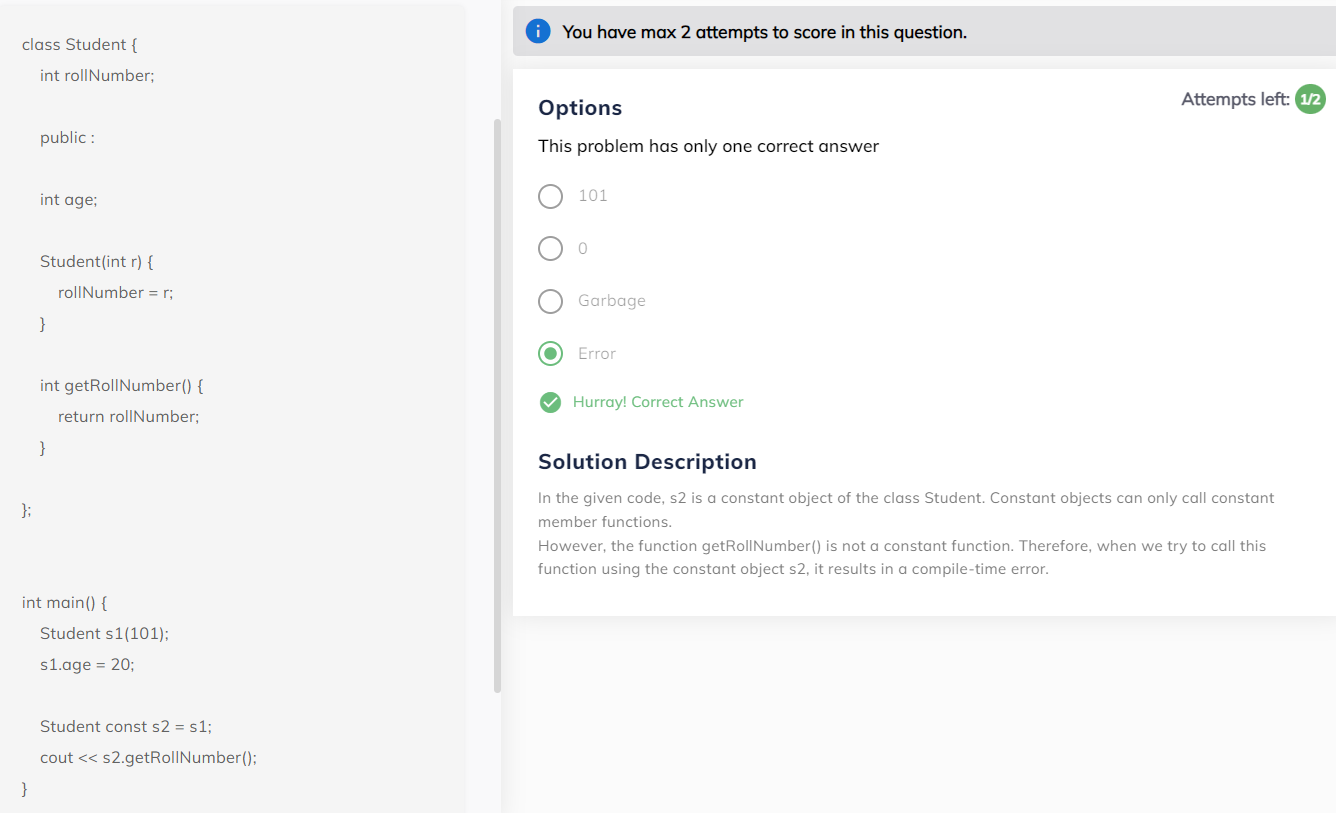 class Student {
int rollNumber;
public :
int age;
Student(int r) {
rollNumber = r;
}
int getRollNumber() {
return rollNumber;
}
};
int main() {
Student s1(101);
s1.age = 20;
Student const s2 = s1;
cout << s2.getRollNumber();
}
You have max 2 attempts to score in this question.
Options
Attempts left: 1/2
This problem has only one correct answer
101
0
Garbage
Error
Hurray! Correct Answer
Solution Description
In the given code, s2 is a constant object of the class Student. Constant objects can only call constant
member functions.
However, the function getRollNumber() is not a constant function. Therefore, when we try to call this
function using the constant object s2, it results in a compile-time error.